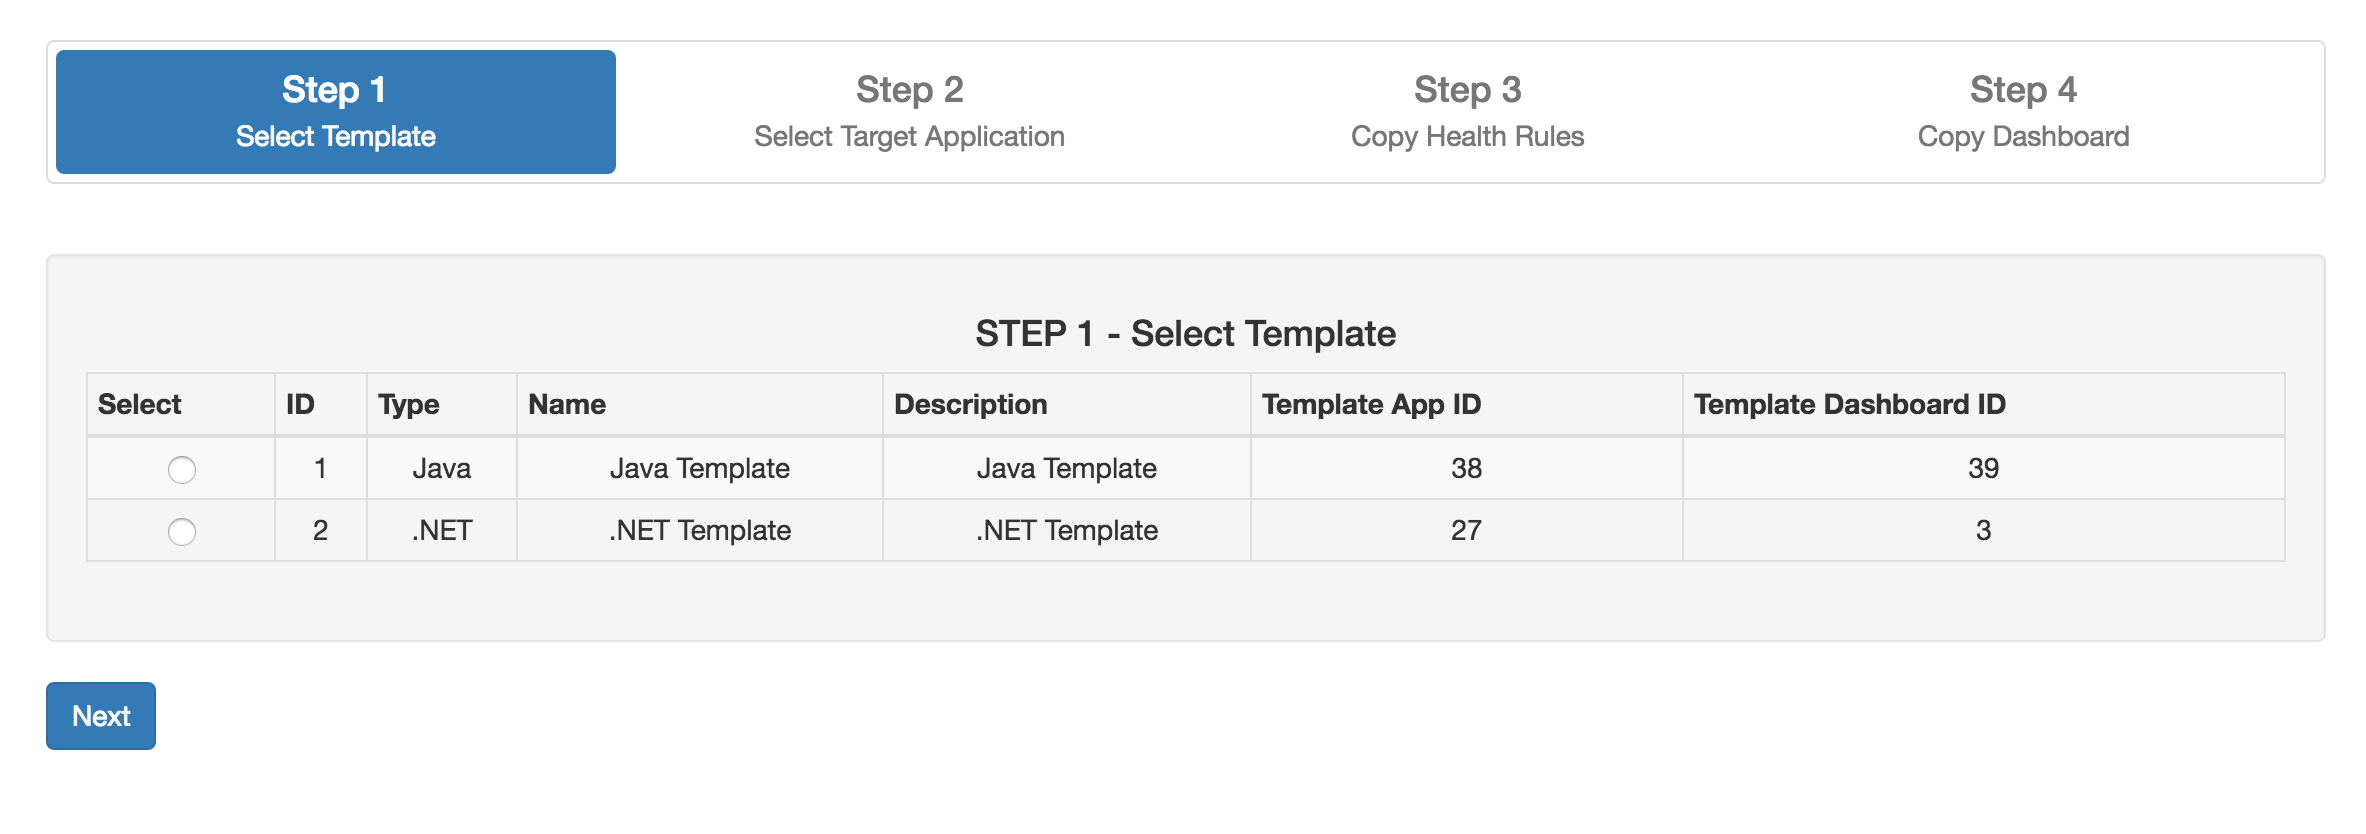 Step 1
Select Template
Step 2
Select Target Application
Step 3
Copy Health Rules
Step 4
Copy Dashboard
STEP 1 - Select Template
Select ID Type Name Description Template App ID Template Dashboard ID
1 Java Java Template Java Template 38 39
2 .NET .NET Template .NET Template 27 3
Next